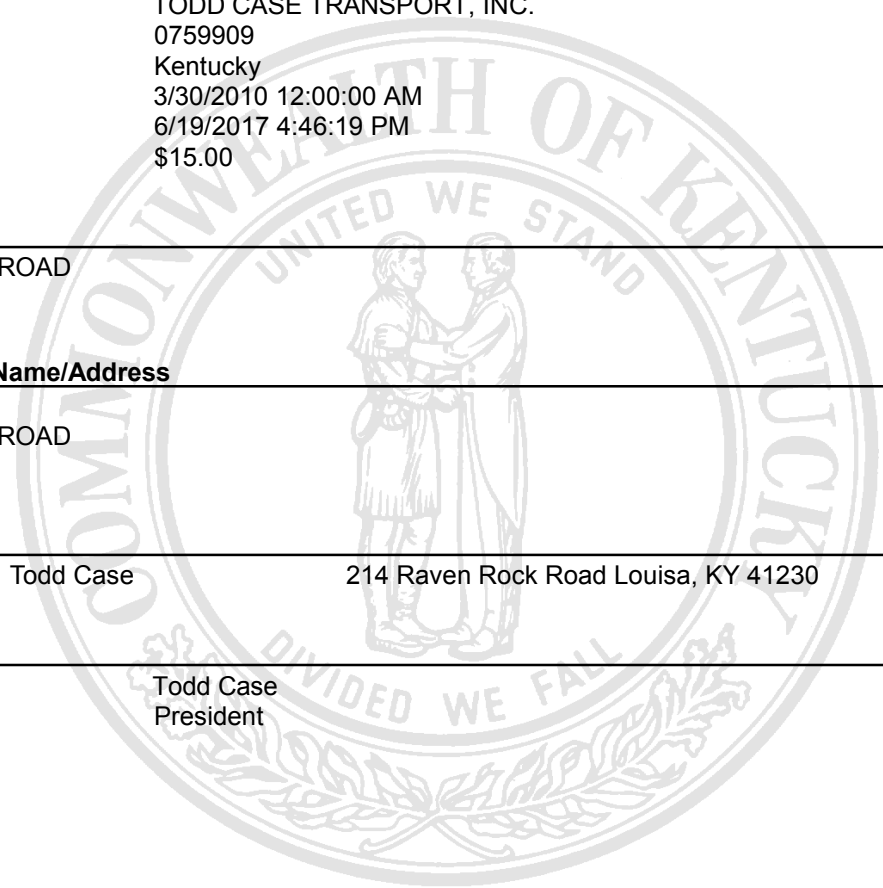 TODD CASE TRANSPORT, INC.
0759909
Kentucky
3/30/2010 12:00:00 AM
6/19/2017 4:46:19 PM
$15.00
ROAD
Name/Address
ROAD
Todd Case 214 Raven Rock Road Louisa, KY 41230
Todd Case
President
COMMONWEALTH OF KENTUCKY
UNITED WE STAND
DIVIDED WE FALL